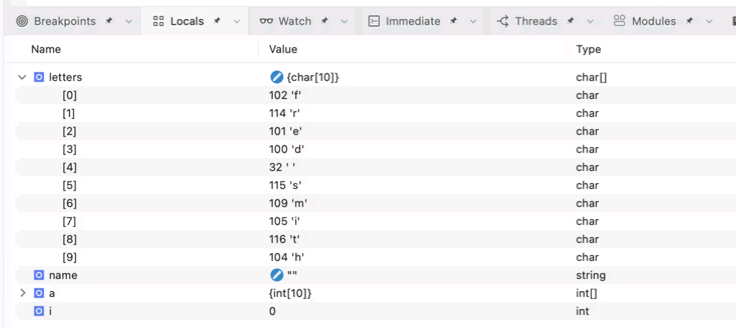 Breakpoints Locals Watch Immediate Threads Modules
Name Value Type
letters {char[10]} char[]
[0] 102 'f' char
[1] 114 'r' char
[2] 101 'e' char
[3] 100 'd' char
[4] 32 ' ' char
[5] 115 's' char
[6] 109 'm' char
[7] 105 'i' char
[8] 116 't' char
[9] 104 'h' char
name "" string
a {int[10]} int[]
i 0 int